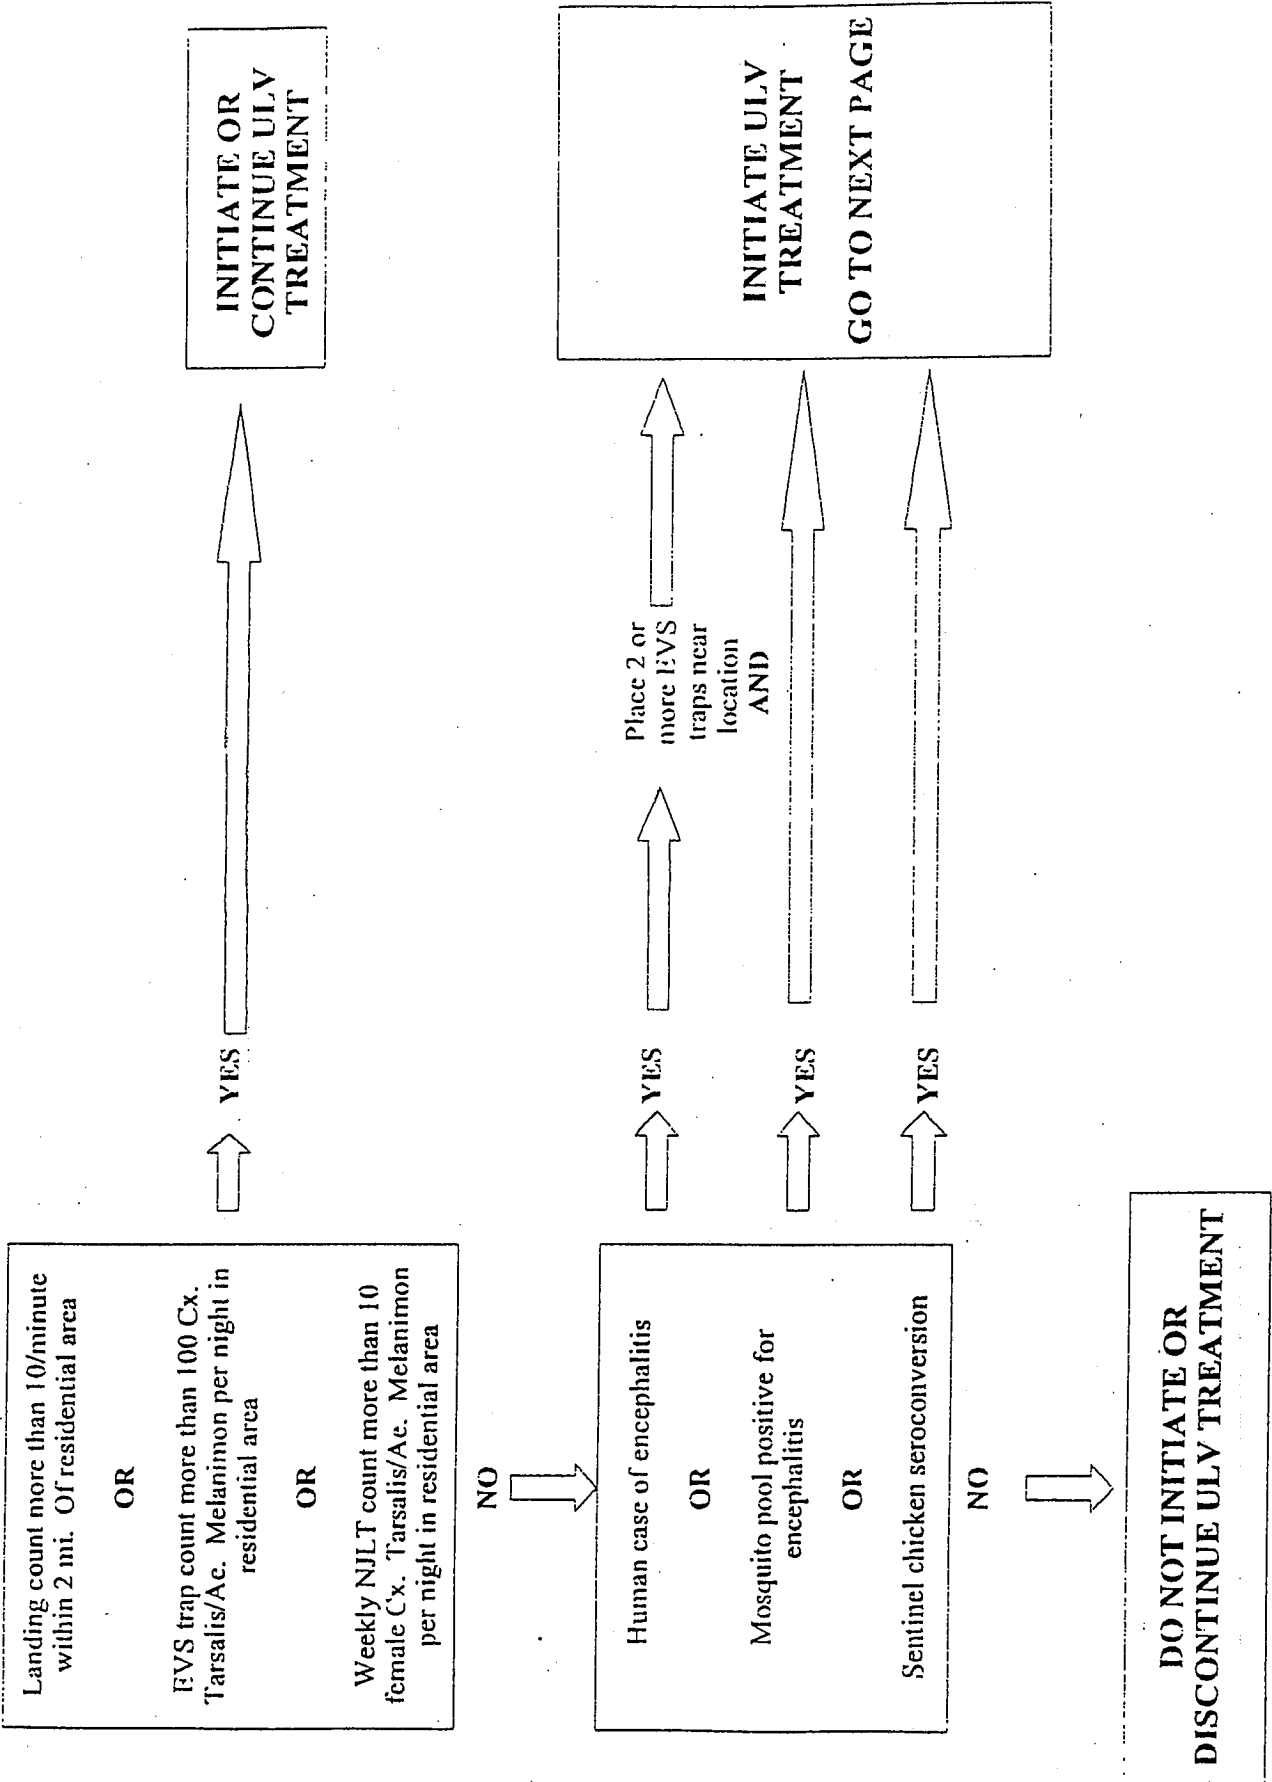 Landing count more than 10/minute
within 2 mi. Of residential area
OR
EVS trap count more than 100 Cx.
Tarsalis/Ae. Melanimon per night in
residential area
OR
Weekly NJLT count more than 10
female Cx. Tarsalis/Ae. Melanimon
per night in residential area
YES
INITIATE OR
CONTINUE ULV
TREATMENT
NO
Human case of encephalitis
OR
Mosquito pool positive for
encephalitis
OR
Sentinel chicken seroconversion
YES
Place 2 or
more EVS
traps near
location
AND
YES
YES
INITIATE ULV
TREATMENT
GO TO NEXT PAGE
NO
DO NOT INITIATE OR
DISCONTINUE ULV TREATMENT